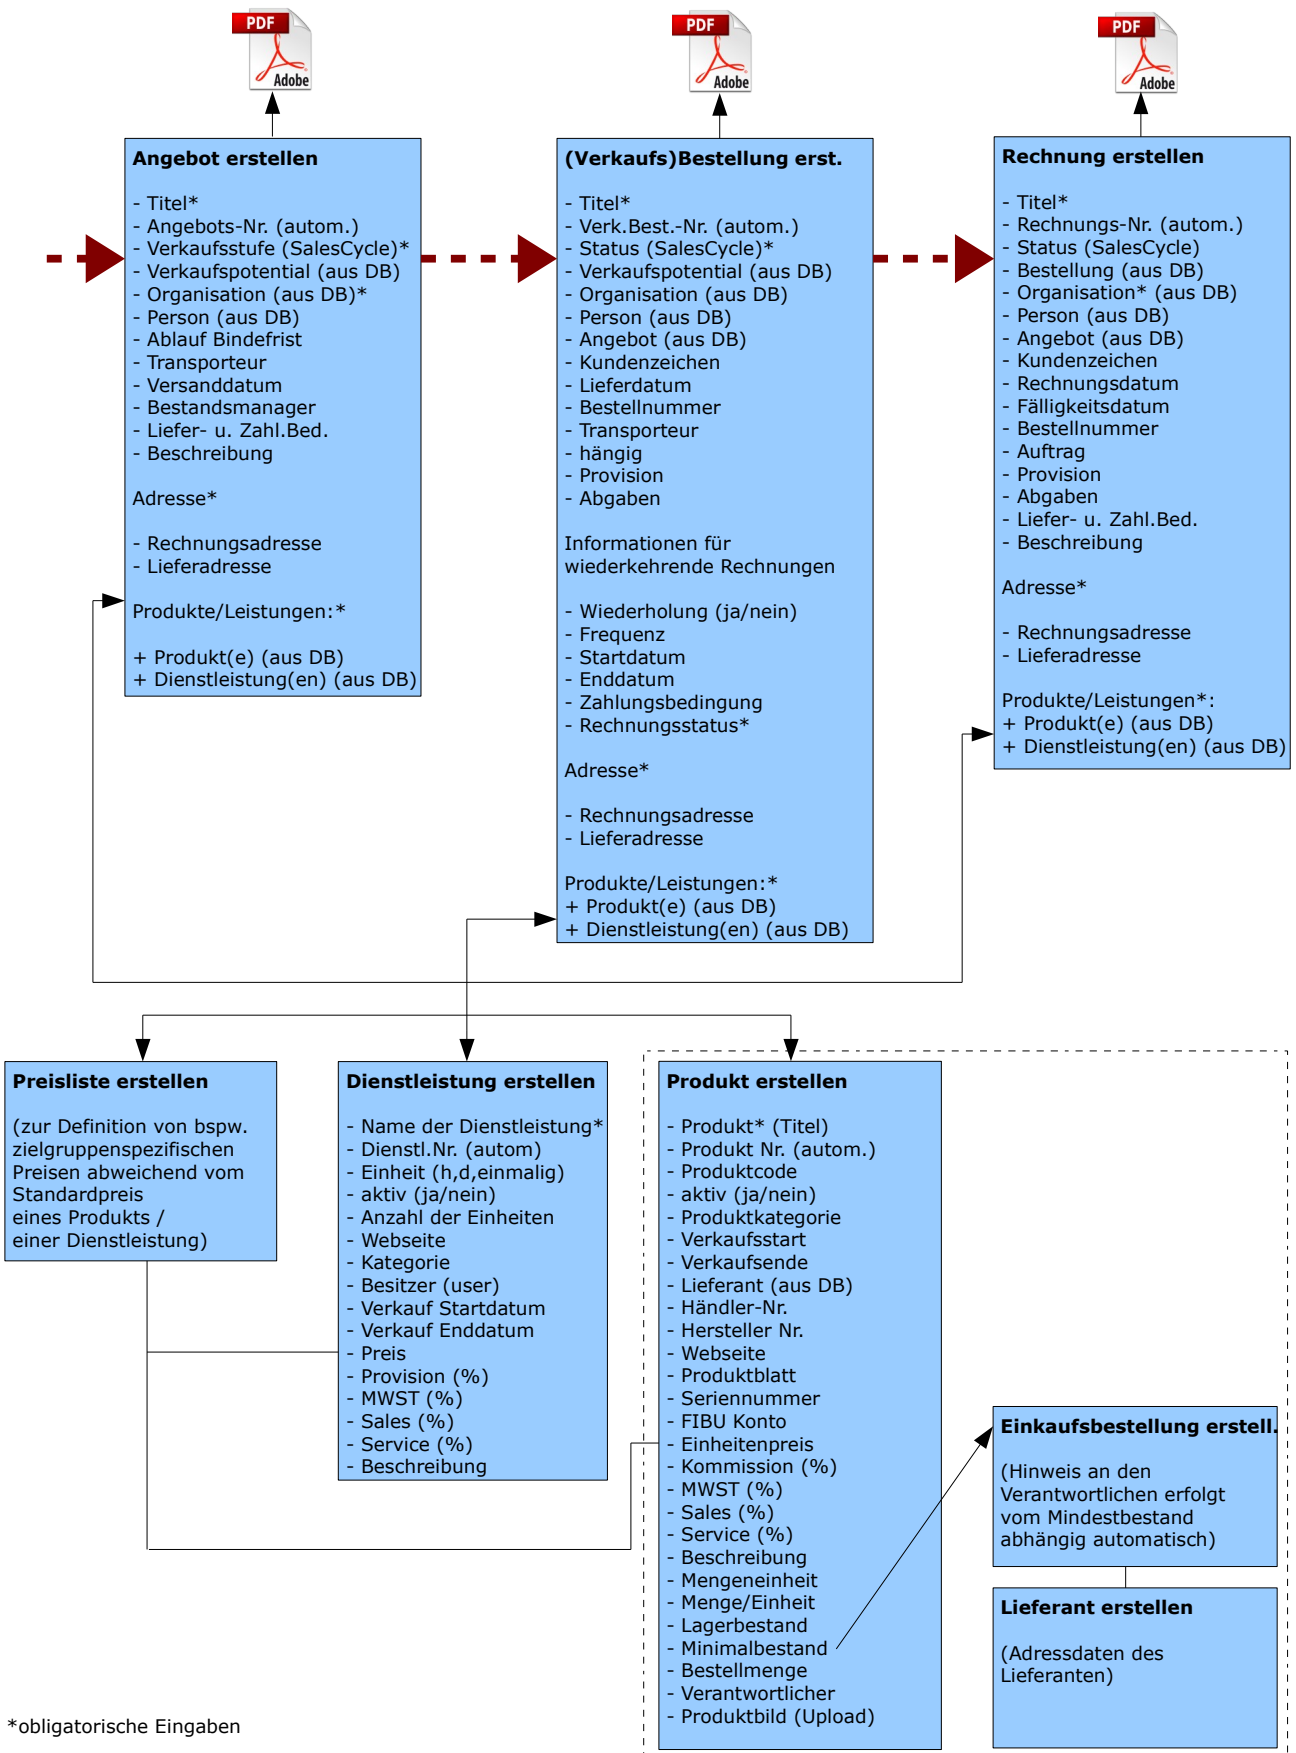 PDF
Adobe
PDF
Adobe
PDF
Adobe
Angebot erstellen
- Titel*
- Angebots-Nr. (autom.)
- Verkaufsstufe (SalesCycle)*
- Verkaufspotential (aus DB)
- Organisation (aus DB)*
- Person (aus DB)
- Ablauf Bindefrist
- Transporteur
- Versanddatum
- Bestandsmanager
- Liefer- u. Zahl.Bed.
- Beschreibung
Adresse*
- Rechnungsadresse
- Lieferadresse
Produkte/Leistungen:*
+ Produkt(e) (aus DB)
+ Dienstleistung(en) (aus DB)
(Verkaufs)Bestellung erst.
- Titel*
- Verk.Best.-Nr. (autom.)
- Status (SalesCycle)*
- Verkaufspotential (aus DB)
- Organisation (aus DB)
- Person (aus DB)
- Angebot (aus DB)
- Kundenzeichen
- Lieferdatum
- Bestellnummer
- Transporteur
- hängig
- Provision
- Abgaben
Informationen für
wiederkehrende Rechnungen
- Wiederholung (ja/nein)
- Frequenz
- Startdatum
- Enddatum
- Zahlungsbedingung
- Rechnungsstatus*
Adresse*
- Rechnungsadresse
- Lieferadresse
Produkte/Leistungen:*
+ Produkt(e) (aus DB)
+ Dienstleistung(en) (aus DB)
Rechnung erstellen
- Titel*
- Rechnungs-Nr. (autom.)
- Status (SalesCycle)
- Bestellung (aus DB)
- Organisation* (aus DB)
- Person (aus DB)
- Angebot (aus DB)
- Kundenzeichen
- Rechnungsdatum
- Fälligkeitsdatum
- Bestellnummer
- Auftrag
- Provision
- Abgaben
- Liefer- u. Zahl.Bed.
- Beschreibung
Adresse*
- Rechnungsadresse
- Lieferadresse
Produkte/Leistungen*:
+ Produkt(e) (aus DB)
+ Dienstleistung(en) (aus DB)
Preisliste erstellen
(zur Definition von bspw.
zielgruppenspezifischen
Preisen abweichend vom
Standardpreis
eines Produkts /
einer Dienstleistung)
Dienstleistung erstellen
- Name der Dienstleistung*
- Dienstl.Nr. (autom)
- Einheit (h,d,einmalig)
- aktiv (ja/nein)
- Anzahl der Einheiten
- Webseite
- Kategorie
- Besitzer (user)
- Verkauf Startdatum
- Verkauf Enddatum
- Preis
- Provision (%)
- MWST (%)
- Sales (%)
- Service (%)
- Beschreibung
Produkt erstellen
- Produkt* (Titel)
- Produkt Nr. (autom.)
- Produktcode
- aktiv (ja/nein)
- Produktkategorie
- Verkaufsstart
- Verkaufsende
- Lieferant (aus DB)
- Händler-Nr.
- Hersteller Nr.
- Webseite
- Produktblatt
- Seriennummer
- FIBU Konto
- Einheitenpreis
- Kommission (%)
- MWST (%)
- Sales (%)
- Service (%)
- Beschreibung
- Mengeneinheit
- Menge/Einheit
- Lagerbestand
- Minimalbestand
- Bestellmenge
- Verantwortlicher
- Produktbild (Upload)
Einkaufsbestellung erstell.
(Hinweis an den
Verantwortlichen erfolgt
vom Mindestbestand
abhängig automatisch)
Lieferant erstellen
(Adressdaten des
Lieferanten)
*obligatorische Eingaben